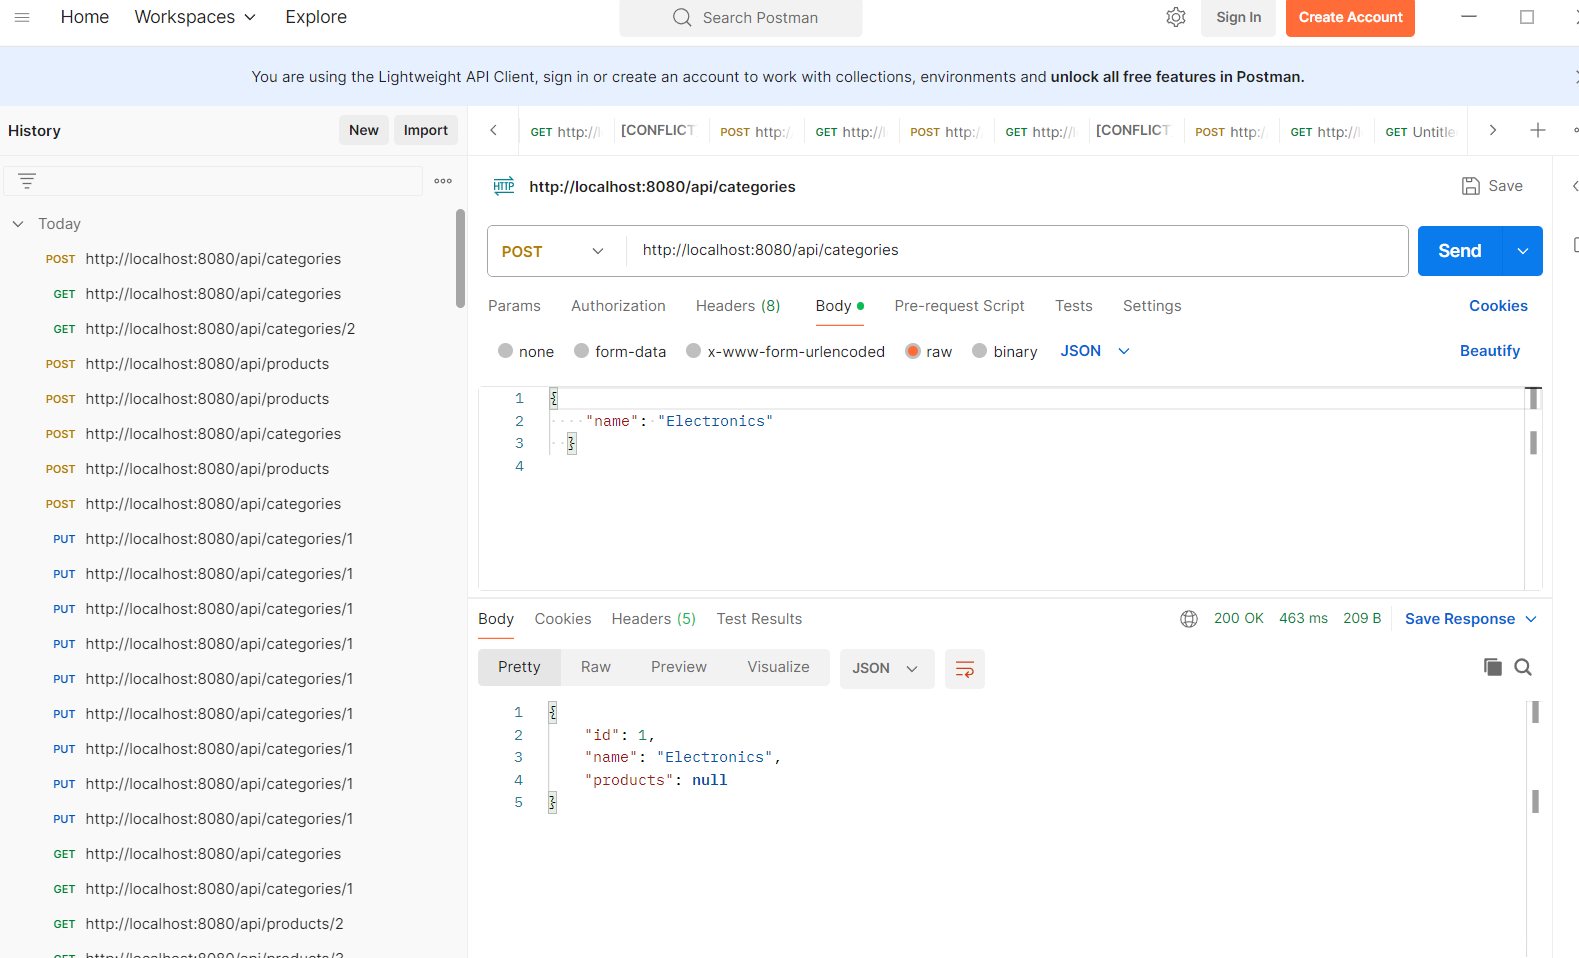 Home Workspaces Explore Search Postman Sign In Create Account
You are using the Lightweight API Client, sign in or create an account to work with collections, environments and unlock all free features in Postman.
History New Import
GET http://l [CONFLICT POST http:/ GET http://l POST http:/ GET http://l [CONFLICT POST http:/ GET http://l GET Untitle
HTTP http://localhost:8080/api/categories Save
Today
POST http://localhost:8080/api/categories
GET http://localhost:8080/api/categories
GET http://localhost:8080/api/categories/2
POST http://localhost:8080/api/products
POST http://localhost:8080/api/products
POST http://localhost:8080/api/categories
POST http://localhost:8080/api/products
POST http://localhost:8080/api/categories
PUT http://localhost:8080/api/categories/1
PUT http://localhost:8080/api/categories/1
PUT http://localhost:8080/api/categories/1
PUT http://localhost:8080/api/categories/1
PUT http://localhost:8080/api/categories/1
PUT http://localhost:8080/api/categories/1
PUT http://localhost:8080/api/categories/1
PUT http://localhost:8080/api/categories/1
PUT http://localhost:8080/api/categories/1
GET http://localhost:8080/api/categories
GET http://localhost:8080/api/categories/1
GET http://localhost:8080/api/products/2
GET http://localhost:8080/api/products/3
POST http://localhost:8080/api/categories Send
Params Authorization Headers (8) Body Pre-request Script Tests Settings Cookies
none form-data x-www-form-urlencoded raw binary JSON Beautify
1 {
2 "name": "Electronics"
3 }
4
Body Cookies Headers (5) Test Results 200 OK 463 ms 209 B Save Response
Pretty Raw Preview Visualize JSON
1 {
2 "id": 1,
3 "name": "Electronics",
4 "products": null
5 }